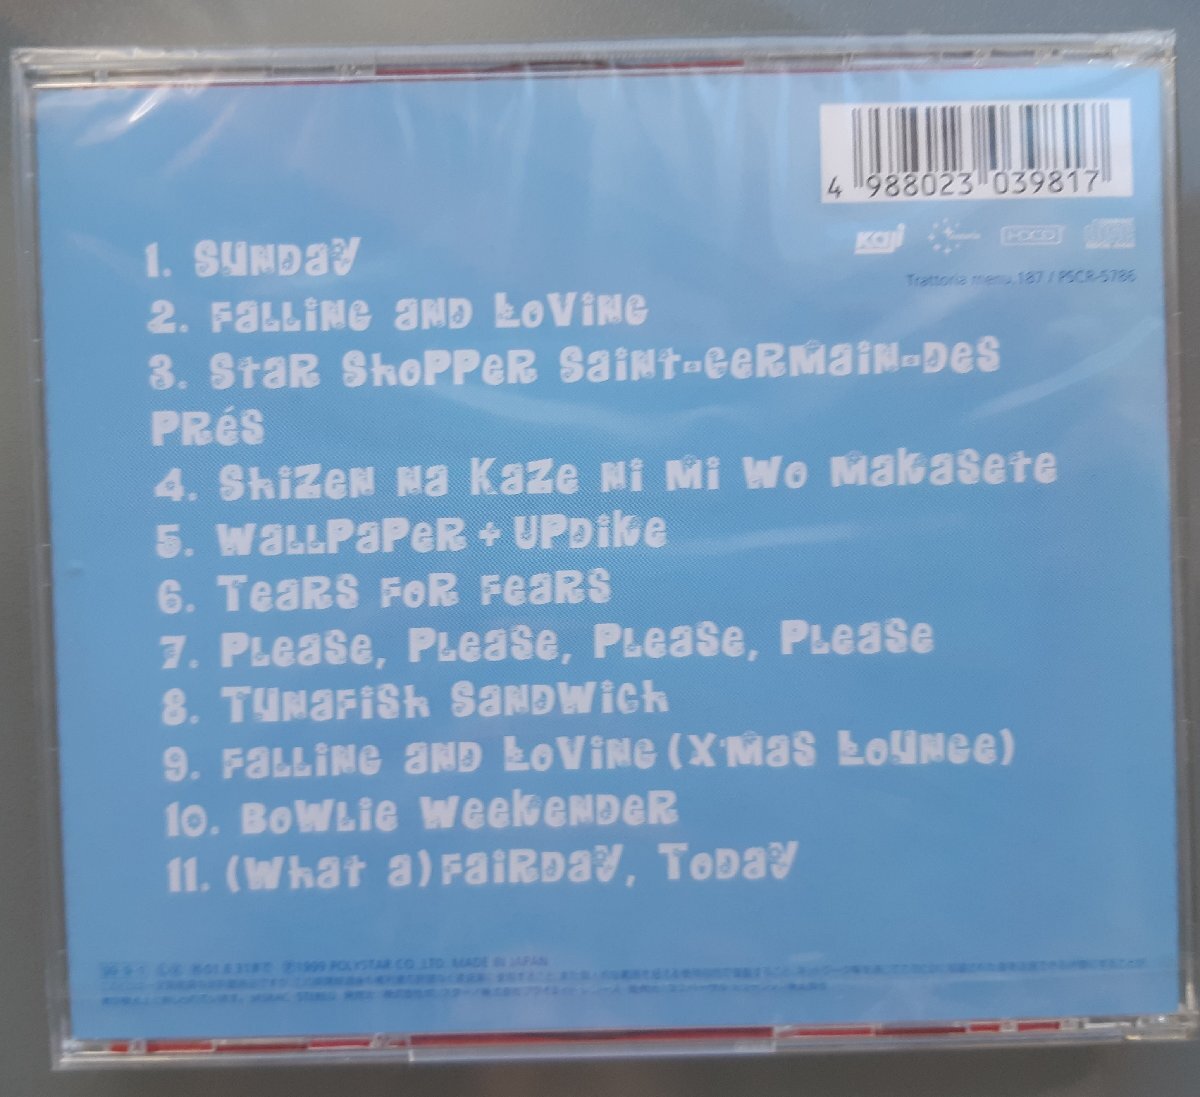 4 988023 039817
KOJI
Trattoria menu.187 / PSCR-5786
1. Sunday
2. Falling and Loving
3. Star Shopper Saint-Germain-des
Prés
4. Shizen na Kaze ni Mi wo Makasete
5. Wallpaper + Updike
6. Tears for Fears
7. Please, Please, Please, Please
8. Tunafish Sandwich
9. Falling and Loving (X'mas Lounge)
10. Bowlie Weekender
11. (What a) Fairday, Today
℗1999 POLYSTAR CO.,LTD. MADE IN JAPAN